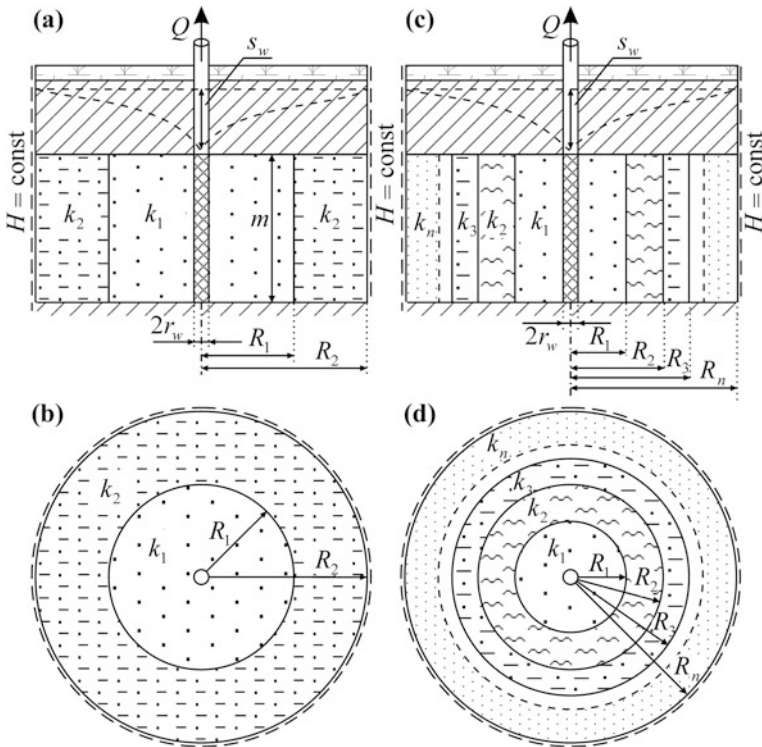 (a)
Q
s_w
H = const
k_2
k_1
m
k_2
2r_w
R_1
R_2
(b)
k_2
k_1
R_1
R_2
(c)
Q
s_w
H = const
k_n
k_3
k_2
k_1
H = const
2r_w
R_1
R_2
R_3
R_n
(d)
k_n
k_3
k_2
k_1
R_1
R_2
R_3
R_n